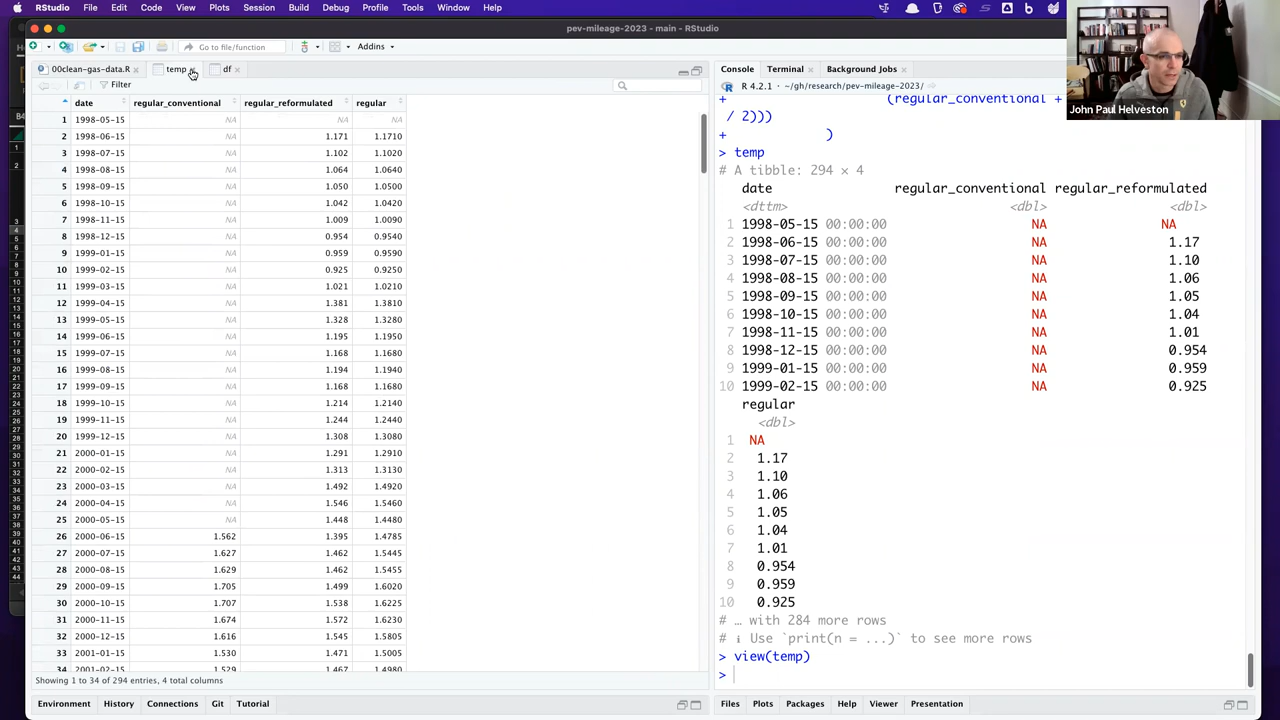 RStudio File Edit Code View Plots Session Build Debug Profile Tools Window Help
pev-mileage-2023 - main - RStudio
Go to file/function Addins
00clean-gas-data.R temp df
Filter
date regular_conventional regular_reformulated regular
1 1998-05-15 NA NA NA
2 1998-06-15 NA 1.171 1.1710
3 1998-07-15 NA 1.102 1.1020
4 1998-08-15 NA 1.064 1.0640
5 1998-09-15 NA 1.050 1.0500
6 1998-10-15 NA 1.042 1.0420
7 1998-11-15 NA 1.009 1.0090
8 1998-12-15 NA 0.954 0.9540
9 1999-01-15 NA 0.959 0.9590
10 1999-02-15 NA 0.925 0.9250
11 1999-03-15 NA 1.021 1.0210
12 1999-04-15 NA 1.381 1.3810
13 1999-05-15 NA 1.328 1.3280
14 1999-06-15 NA 1.195 1.1950
15 1999-07-15 NA 1.168 1.1680
16 1999-08-15 NA 1.194 1.1940
17 1999-09-15 NA 1.168 1.1680
18 1999-10-15 NA 1.214 1.2140
19 1999-11-15 NA 1.244 1.2440
20 1999-12-15 NA 1.308 1.3080
21 2000-01-15 NA 1.291 1.2910
22 2000-02-15 NA 1.313 1.3130
23 2000-03-15 NA 1.492 1.4920
24 2000-04-15 NA 1.546 1.5460
25 2000-05-15 NA 1.448 1.4480
26 2000-06-15 1.562 1.395 1.4785
27 2000-07-15 1.627 1.462 1.5445
28 2000-08-15 1.629 1.462 1.5455
29 2000-09-15 1.705 1.499 1.6020
30 2000-10-15 1.707 1.538 1.6225
31 2000-11-15 1.674 1.572 1.6230
32 2000-12-15 1.616 1.545 1.5805
33 2001-01-15 1.530 1.471 1.5005
34 2001-02-15 1.529 1.467 1.4980
Showing 1 to 34 of 294 entries, 4 total columns
Environment History Connections Git Tutorial
Console Terminal Background Jobs
R 4.2.1 · ~/gh/research/pev-mileage-2023/
+ (regular_conventional +
/ 2)))
+ )
> temp
# A tibble: 294 × 4
date regular_conventional regular_reformulated
<dttm> <dbl> <dbl>
1 1998-05-15 00:00:00 NA NA
2 1998-06-15 00:00:00 NA 1.17
3 1998-07-15 00:00:00 NA 1.10
4 1998-08-15 00:00:00 NA 1.06
5 1998-09-15 00:00:00 NA 1.05
6 1998-10-15 00:00:00 NA 1.04
7 1998-11-15 00:00:00 NA 1.01
8 1998-12-15 00:00:00 NA 0.954
9 1999-01-15 00:00:00 NA 0.959
10 1999-02-15 00:00:00 NA 0.925
regular
<dbl>
1 NA
2 1.17
3 1.10
4 1.06
5 1.05
6 1.04
7 1.01
8 0.954
9 0.959
10 0.925
# … with 284 more rows
# ℹ Use `print(n = ...)` to see more rows
> view(temp)
>
Files Plots Packages Help Viewer Presentation
John Paul Helveston